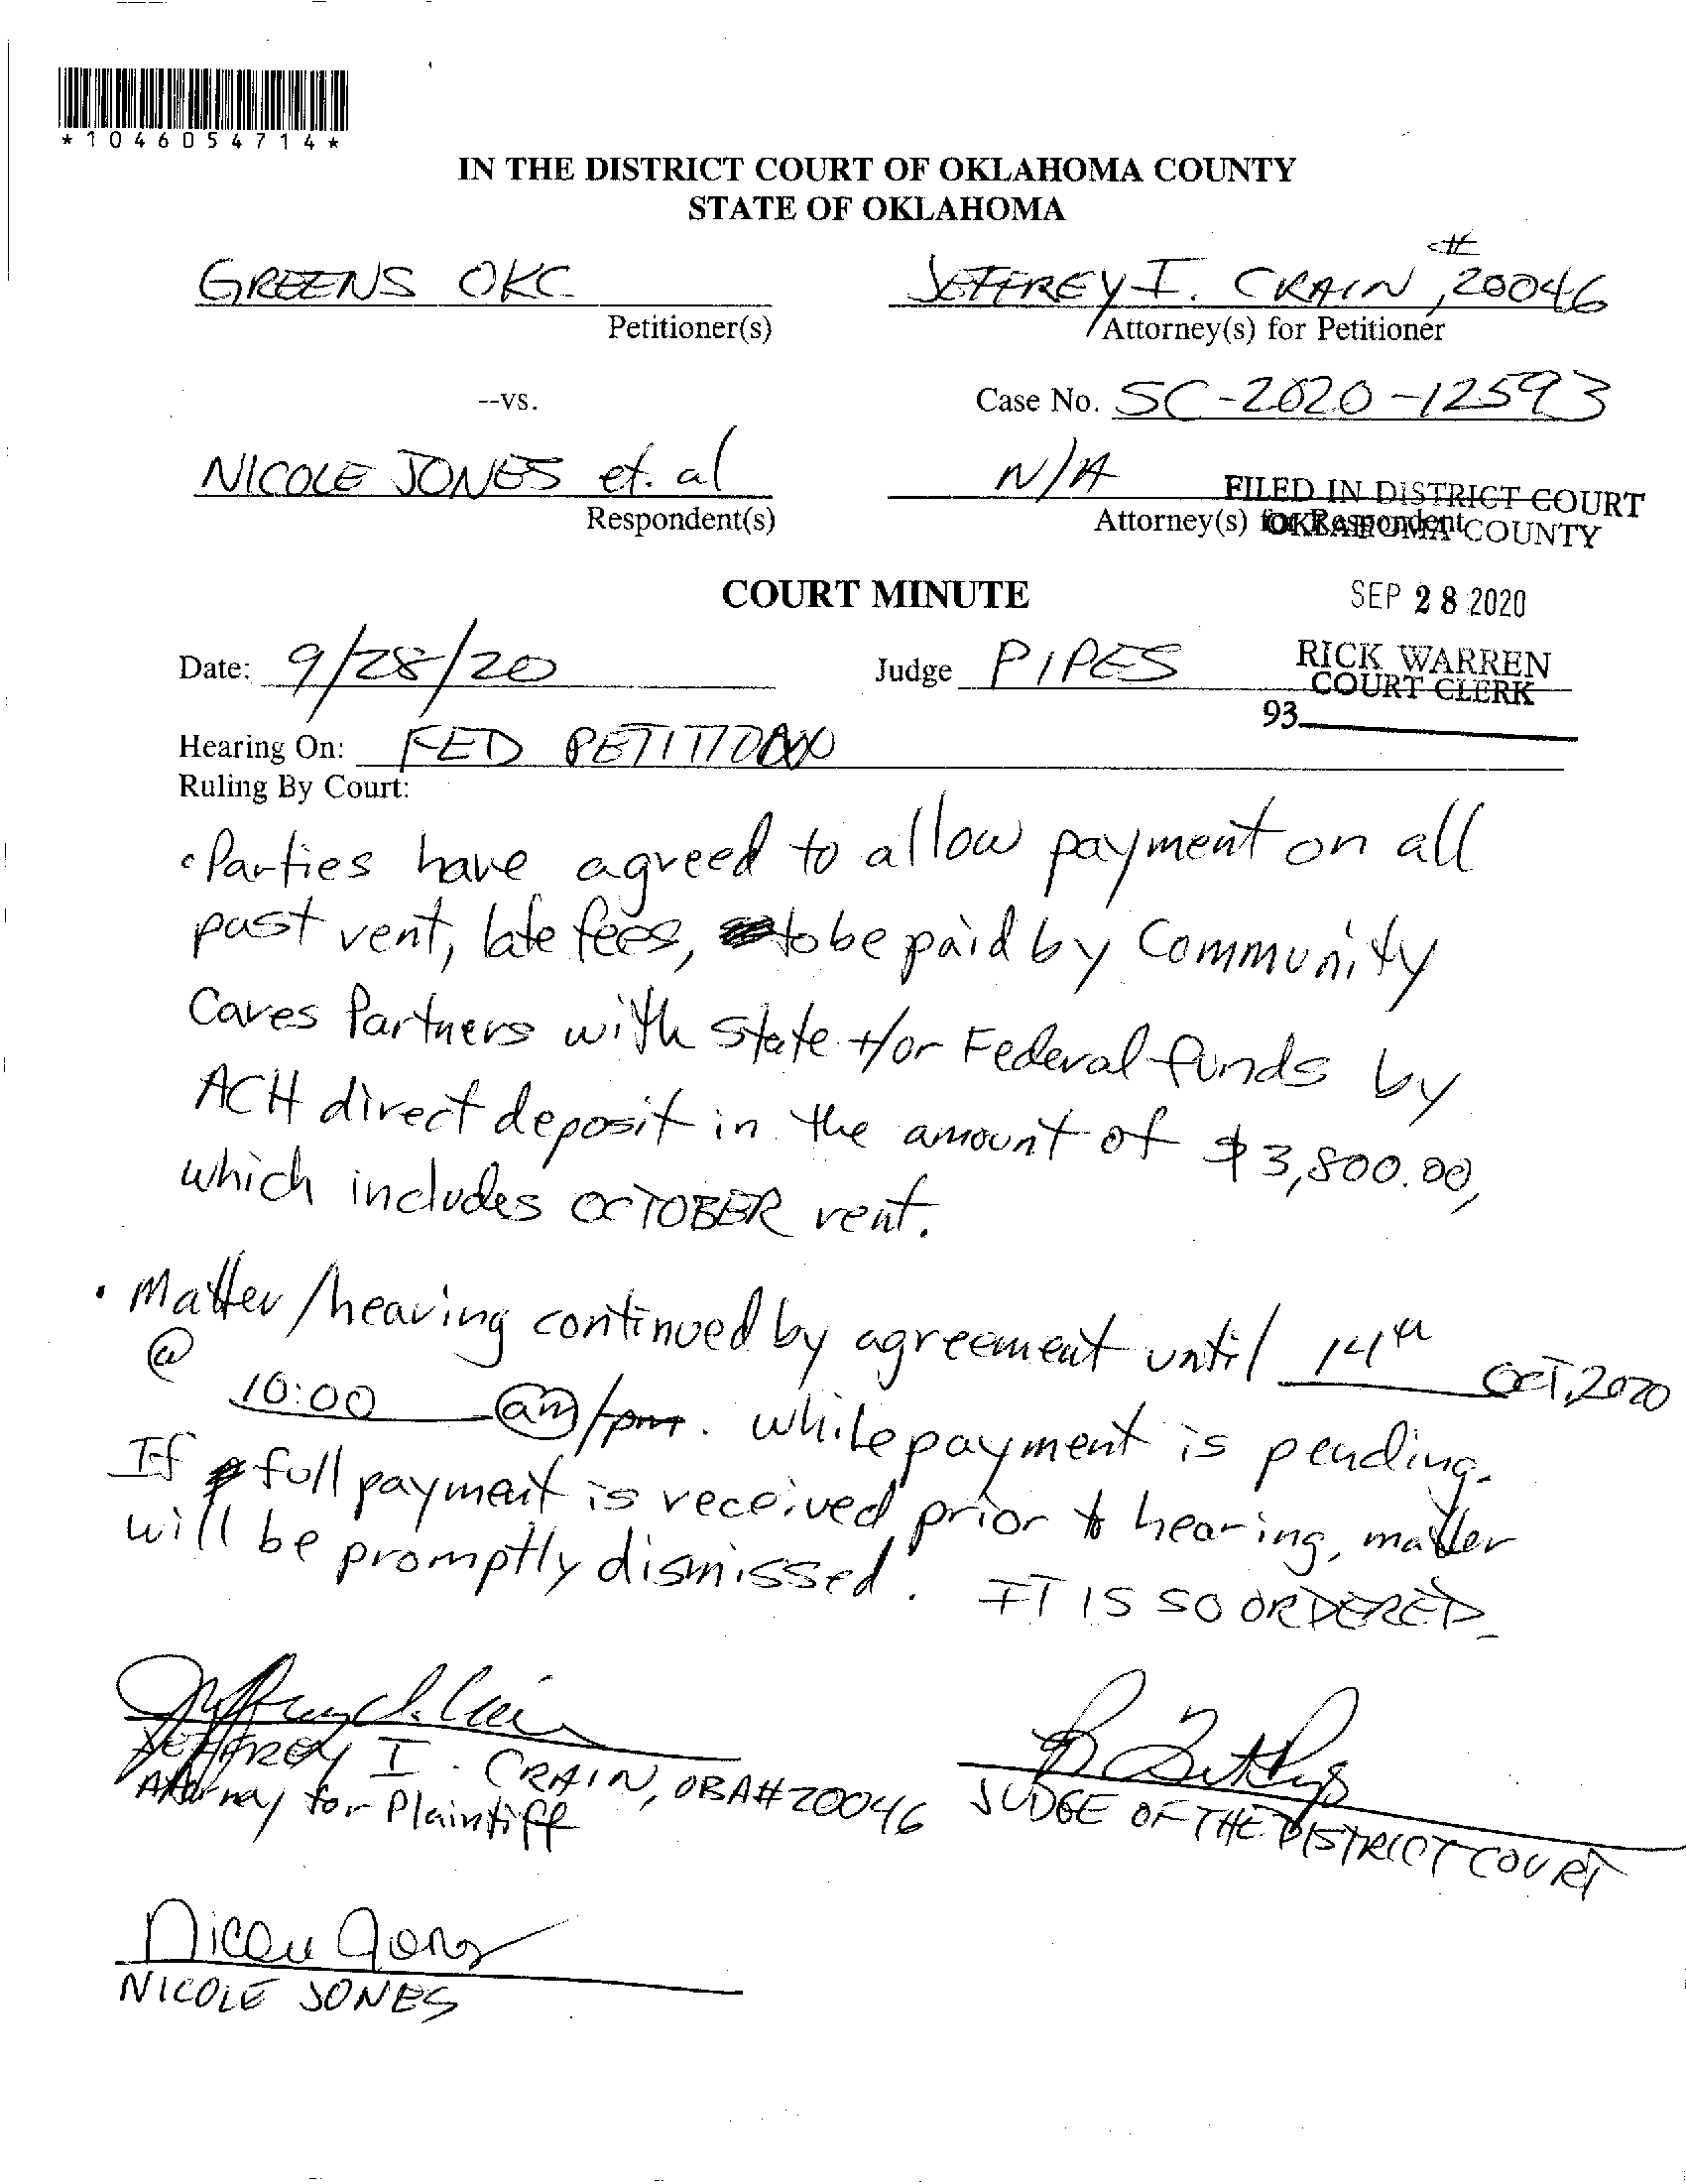 *1046054714*
IN THE DISTRICT COURT OF OKLAHOMA COUNTY
STATE OF OKLAHOMA
GREENS OKC
Petitioner(s)
JEFFREY I. CRAIN, #20046
Attorney(s) for Petitioner
--vs.
Case No. SC-2020-12593
NICOLE JONES et. al
Respondent(s)
N/A
Attorney(s) for Respondent
FILED IN DISTRICT COURT
OKLAHOMA COUNTY
COURT MINUTE
SEP 28 2020
Date: 9/28/20
Judge PIPES
RICK WARREN
COURT CLERK
93
Hearing On: FED PETITION
Ruling By Court:
• Parties have agreed to allow payment on all
past rent, late fees, to be paid by Community
Cares Partners with State +/or Federal funds by
ACH direct deposit in the amount of $3,800.00,
which includes OCTOBER rent.
• Matter/hearing continued by agreement until 14th OCT, 2020
@ 10:00 am/pm. while payment is pending.
If full payment is received prior to hearing, matter
will be promptly dismissed. IT IS SO ORDERED.
JEFFREY I. CRAIN, OBA#20046
Attorney for Plaintiff
JUDGE OF THE DISTRICT COURT
Nicole Jones
NICOLE JONES